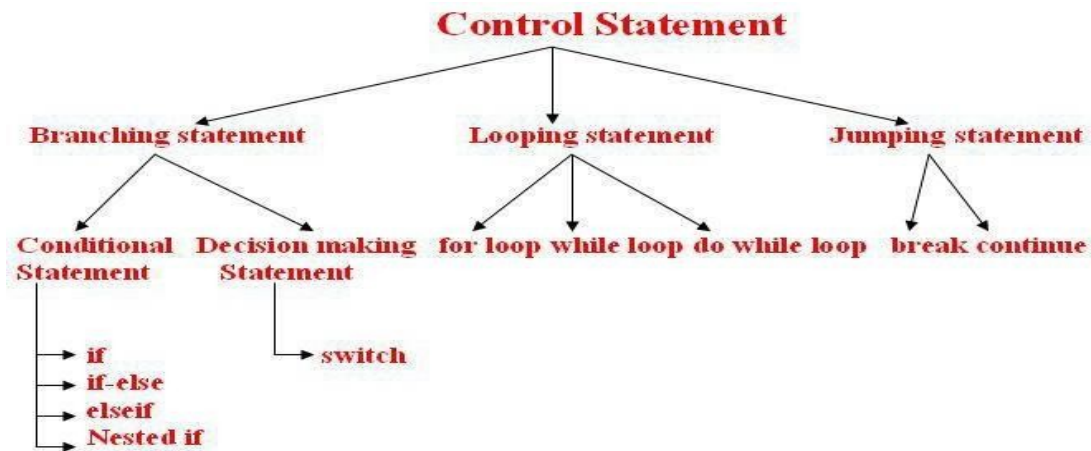 Control Statement
Branching statement
Looping statement
Jumping statement
Conditional
Statement
Decision making
Statement
for loop while loop do while loop
break continue
if
if-else
elseif
Nested if
switch